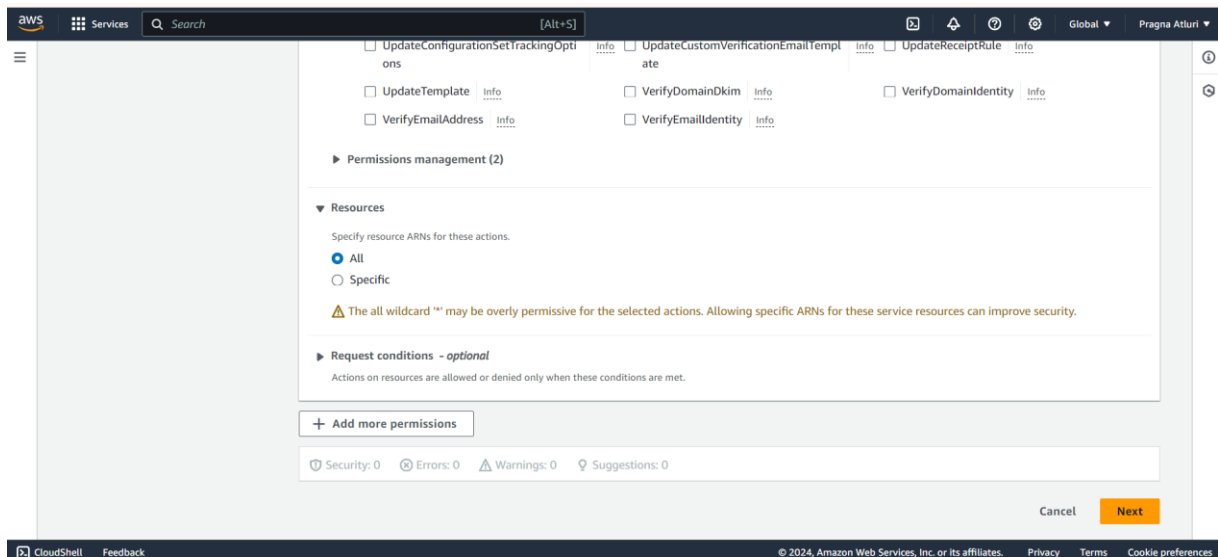 aws Services Search [Alt+S] Global ▼ Pragna Atluri ▼
UpdateConfigurationSetTrackingOpti Info UpdateCustomVerificationEmailTempl Info UpdateReceiptRule Info
ons ate
UpdateTemplate Info VerifyDomainDkim Info VerifyDomainIdentity Info
VerifyEmailAddress Info VerifyEmailIdentity Info
Permissions management (2)
Resources
Specify resource ARNs for these actions.
All
Specific
The all wildcard '*' may be overly permissive for the selected actions. Allowing specific ARNs for these service resources can improve security.
Request conditions - optional
Actions on resources are allowed or denied only when these conditions are met.
+ Add more permissions
Security: 0 Errors: 0 Warnings: 0 Suggestions: 0
Cancel Next
CloudShell Feedback © 2024, Amazon Web Services, Inc. or its affiliates. Privacy Terms Cookie preferences